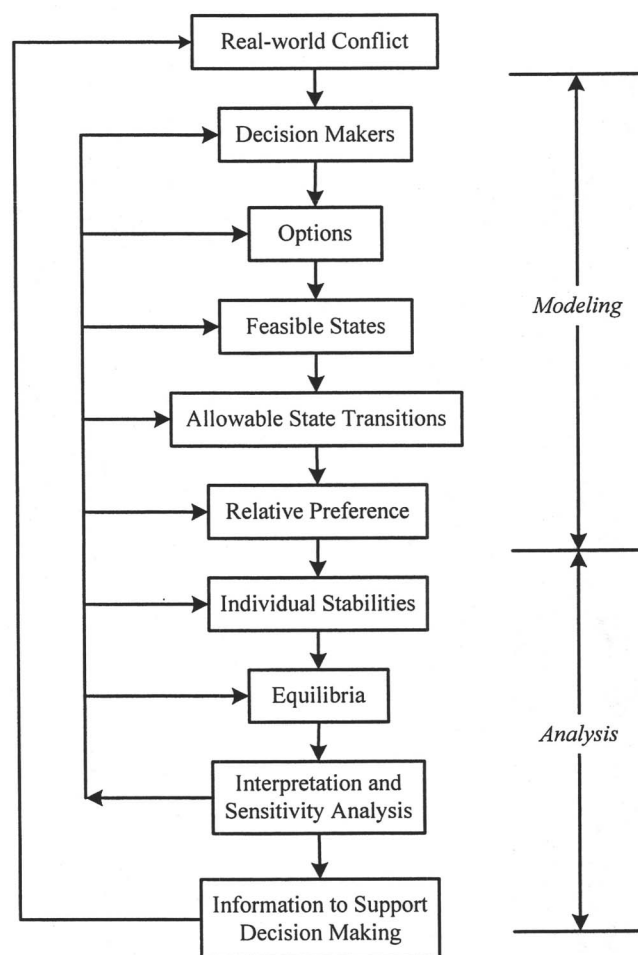 Real-world Conflict
Decision Makers
Options
Feasible States
Allowable State Transitions
Relative Preference
Individual Stabilities
Equilibria
Interpretation and
Sensitivity Analysis
Information to Support
Decision Making
Modeling
Analysis